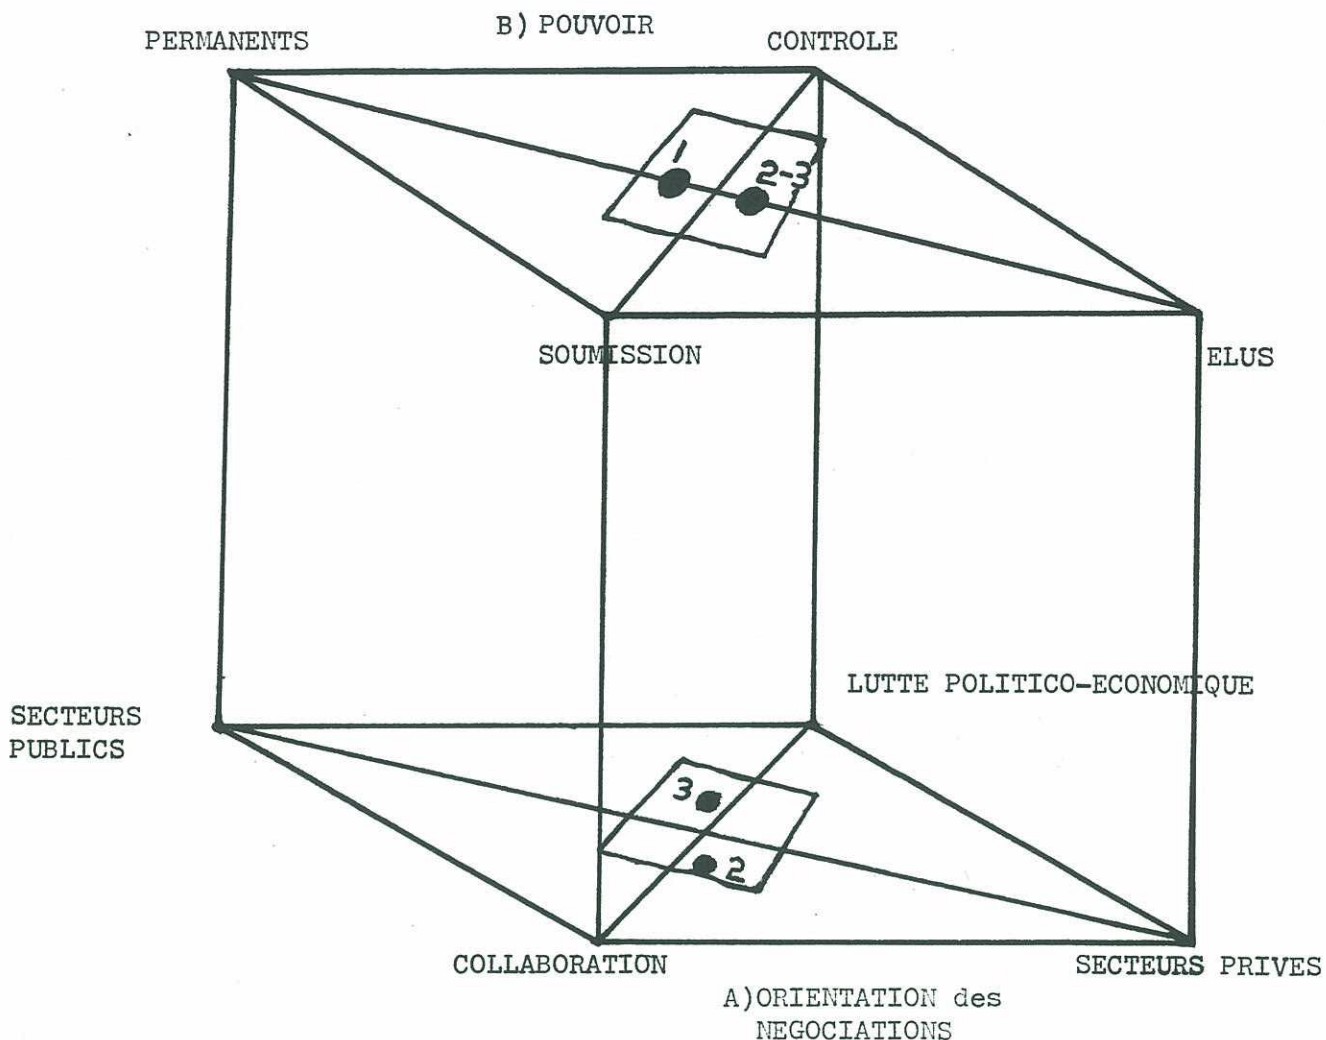 B) POUVOIR
PERMANENTS
CONTROLE
1
2-3
SOUMISSION
ELUS
LUTTE POLITICO-ECONOMIQUE
SECTEURS
PUBLICS
3
2
COLLABORATION
SECTEURS PRIVES
A)ORIENTATION des
NEGOCIATIONS